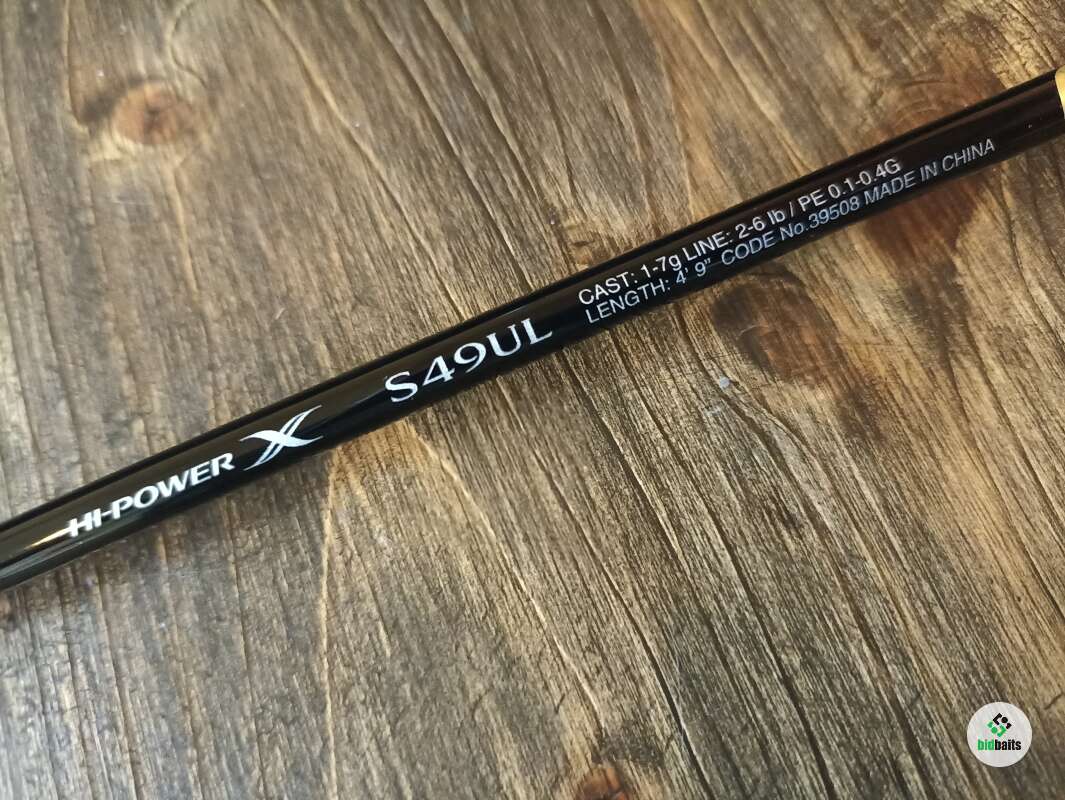 HI-POWER X S49UL
CAST: 1-7g LINE: 2-6 lb / PE 0.1-0.4G
LENGTH: 4' 9" CODE No.39508 MADE IN CHINA
bidbaits